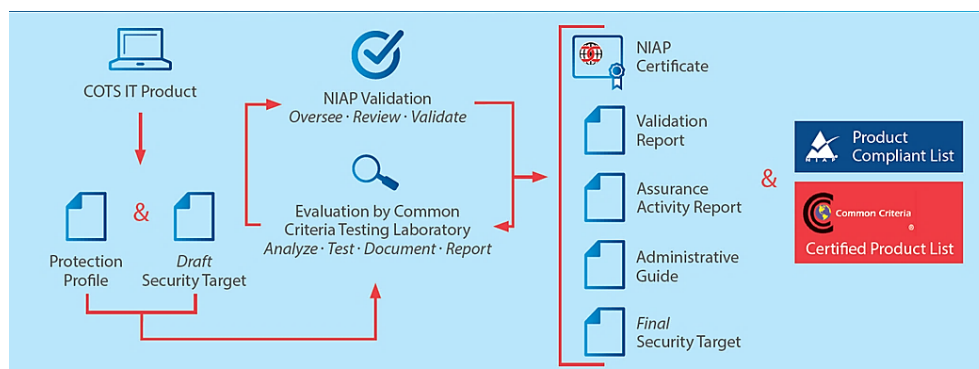 COTS IT Product
&
Protection
Profile
Draft
Security Target
NIAP Validation
Oversee · Review · Validate
Evaluation by Common
Criteria Testing Laboratory
Analyze · Test · Document · Report
NIAP
Certificate
Validation
Report
Assurance
Activity Report
Administrative
Guide
Final
Security Target
&
NIAP
Product
Compliant List
Common Criteria
®
Certified Product List